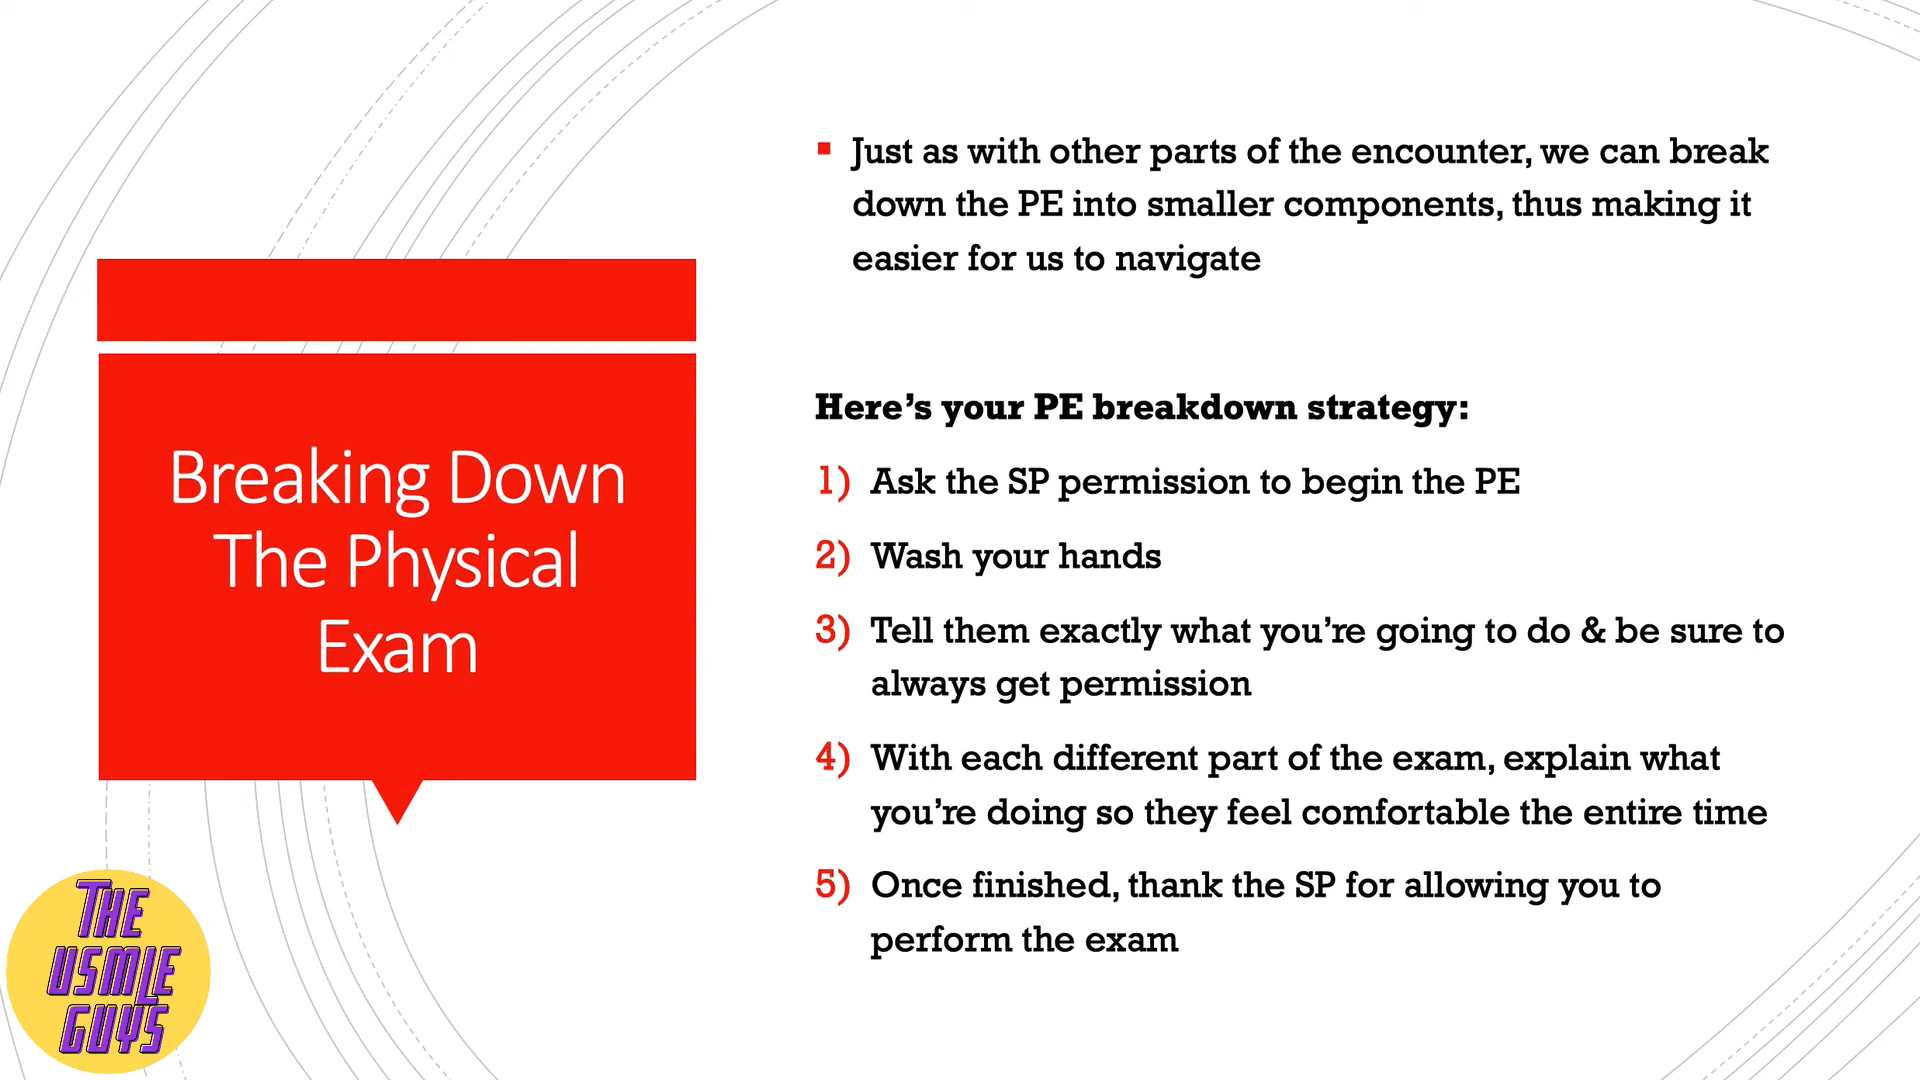 Breaking Down
The Physical
Exam
Just as with other parts of the encounter, we can break
down the PE into smaller components, thus making it
easier for us to navigate
Here’s your PE breakdown strategy:
1) Ask the SP permission to begin the PE
2) Wash your hands
3) Tell them exactly what you’re going to do & be sure to
always get permission
4) With each different part of the exam, explain what
you’re doing so they feel comfortable the entire time
5) Once finished, thank the SP for allowing you to
perform the exam
THE
USMLE
GUYS